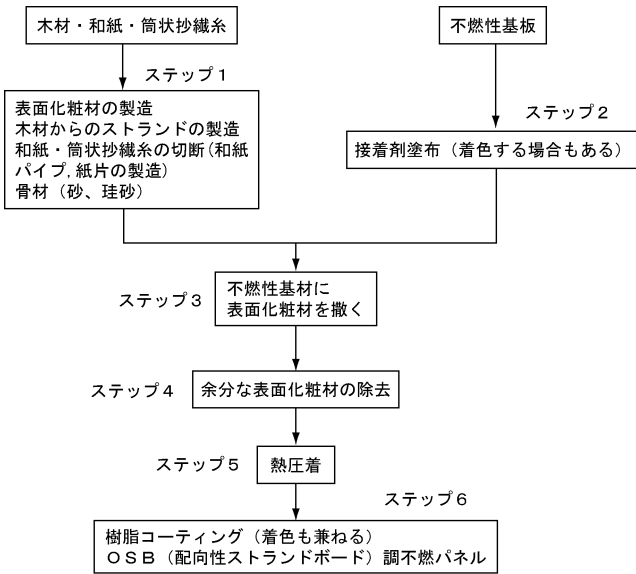 木材・和紙・筒状抄繊糸
不燃性基板
ステップ１
表面化粧材の製造
木材からのストランドの製造
和紙・筒状抄繊糸の切断(和紙
パイプ,紙片の製造)
骨材（砂、珪砂）
ステップ２
接着剤塗布（着色する場合もある）
ステップ３
不燃性基材に
表面化粧材を撒く
ステップ４
余分な表面化粧材の除去
ステップ５
熱圧着
ステップ６
樹脂コーティング（着色も兼ねる）
ＯＳＢ（配向性ストランドボード）調不燃パネル